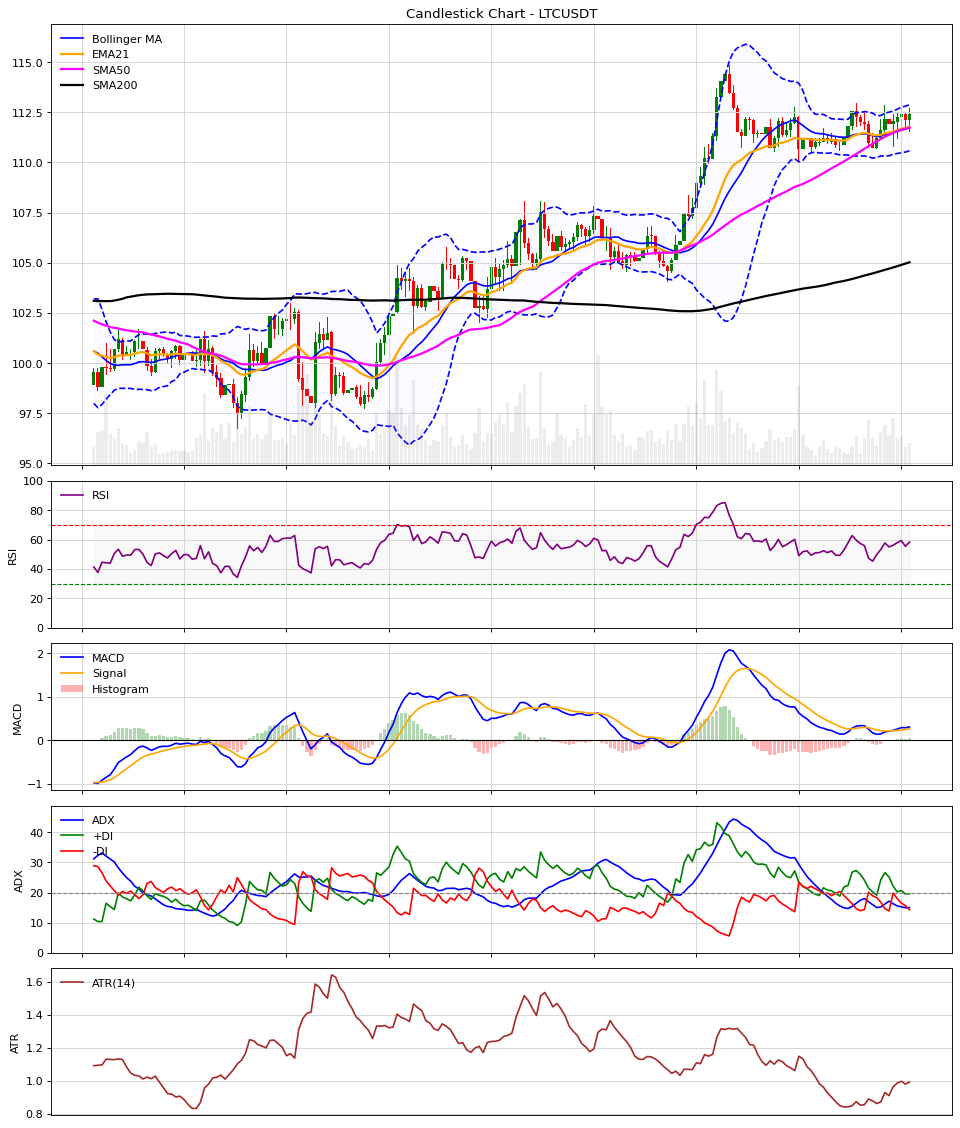 Candlestick Chart - LTCUSDT
Bollinger MA
EMA21
SMA50
SMA200
115.0
112.5
110.0
107.5
105.0
102.5
100.0
97.5
95.0
RSI
RSI
100
80
60
40
20
0
MACD
Signal
Histogram
MACD
2
1
0
−1
ADX
+DI
-DI
ADX
40
30
20
10
0
ATR(14)
ATR
1.6
1.4
1.2
1.0
0.8